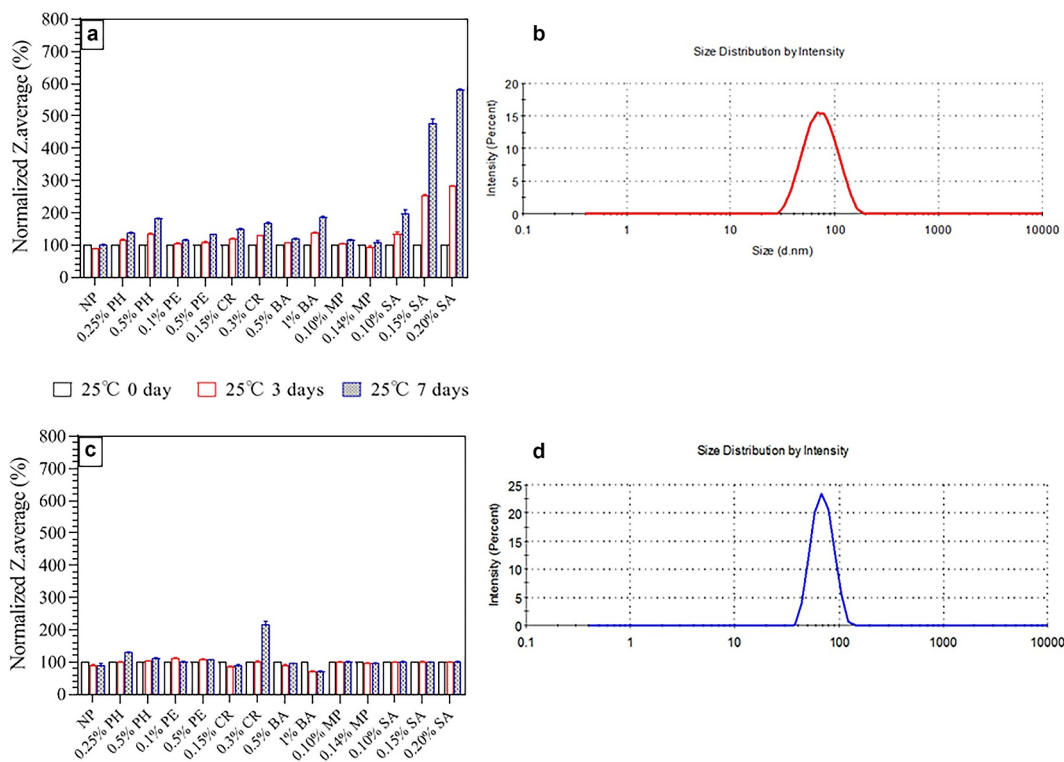 a
Normalized Z.average (%)
800
700
600
500
400
300
200
100
0
NP
0.25% PH
0.5% PH
0.1% PE
0.5% PE
0.15% CR
0.3% CR
0.5% BA
1% BA
0.10% MP
0.14% MP
0.10% SA
0.15% SA
0.20% SA
b
Size Distribution by Intensity
Intensity (Percent)
20
15
10
5
0
0.1 1 10 100 1000 10000
Size (d.nm)
25℃ 0 day 25℃ 3 days 25℃ 7 days
c
Normalized Z.average (%)
800
700
600
500
400
300
200
100
0
NP
0.25% PH
0.5% PH
0.1% PE
0.5% PE
0.15% CR
0.3% CR
0.5% BA
1% BA
0.10% MP
0.14% MP
0.10% SA
0.15% SA
0.20% SA
d
Size Distribution by Intensity
Intensity (Percent)
25
20
15
10
5
0
0.1 1 10 100 1000 10000